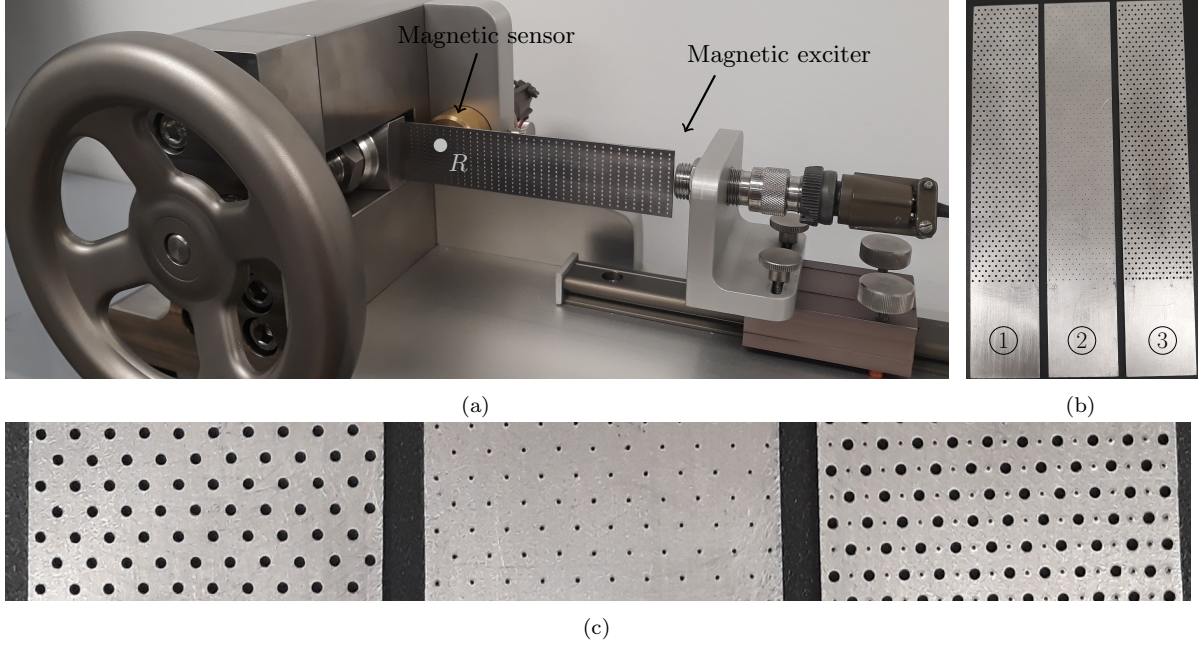 Magnetic sensor
Magnetic exciter
R
① ② ③
(a)
(b)
(c)